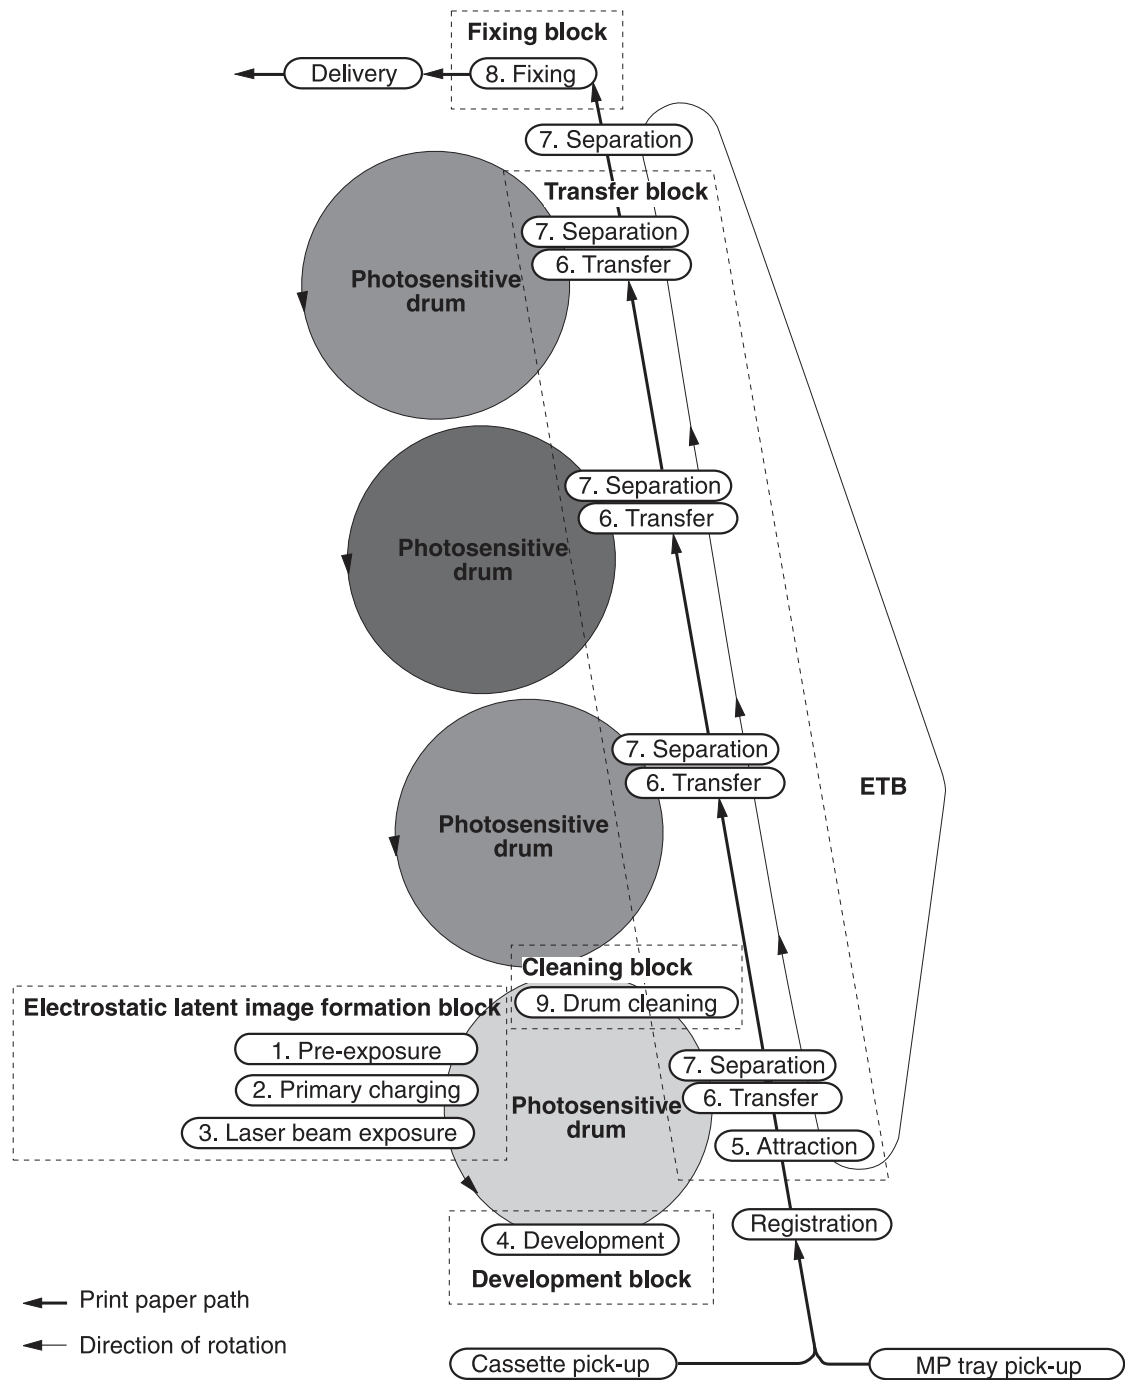 Fixing block
Delivery
8. Fixing
7. Separation
Transfer block
7. Separation
6. Transfer
Photosensitive
drum
7. Separation
6. Transfer
Photosensitive
drum
7. Separation
6. Transfer
ETB
Photosensitive
drum
Cleaning block
9. Drum cleaning
Electrostatic latent image formation block
1. Pre-exposure
2. Primary charging
3. Laser beam exposure
7. Separation
6. Transfer
Photosensitive
drum
5. Attraction
Registration
4. Development
Development block
Print paper path
Direction of rotation
Cassette pick-up
MP tray pick-up